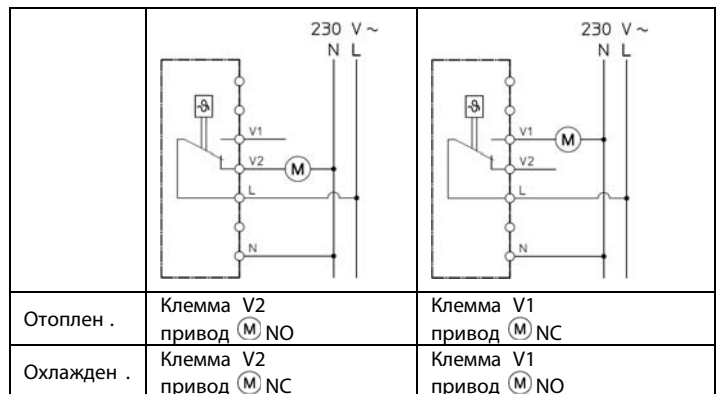 230 V ~
N L
V1
M
V2
L
N
230 V ~
N L
V1
M
V2
L
N
Отоплен .
Клемма V2
привод M NO
Клемма V1
привод M NC
Охлажден .
Клемма V2
привод M NC
Клемма V1
привод M NO